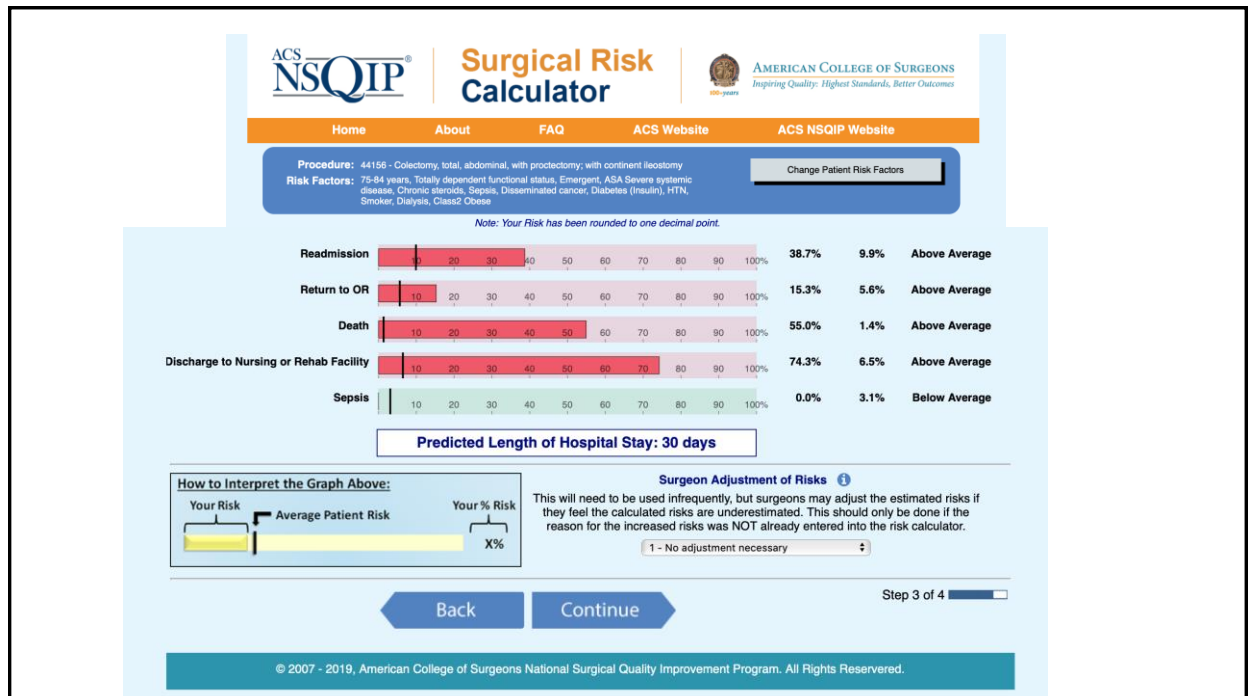 ACS
NSQIP®
Surgical Risk
Calculator
100+years
AMERICAN COLLEGE OF SURGEONS
Inspiring Quality: Highest Standards, Better Outcomes
Home About FAQ ACS Website ACS NSQIP Website
Procedure: 44156 - Colectomy, total, abdominal, with proctectomy; with continent ileostomy
Risk Factors: 75-84 years, Totally dependent functional status, Emergent, ASA Severe systemic
disease, Chronic steroids, Sepsis, Disseminated cancer, Diabetes (Insulin), HTN,
Smoker, Dialysis, Class2 Obese
Change Patient Risk Factors
Note: Your Risk has been rounded to one decimal point.
Readmission 10 20 30 40 50 60 70 80 90 100% 38.7% 9.9% Above Average
Return to OR 10 20 30 40 50 60 70 80 90 100% 15.3% 5.6% Above Average
Death 10 20 30 40 50 60 70 80 90 100% 55.0% 1.4% Above Average
Discharge to Nursing or Rehab Facility 10 20 30 40 50 60 70 80 90 100% 74.3% 6.5% Above Average
Sepsis 10 20 30 40 50 60 70 80 90 100% 0.0% 3.1% Below Average
Predicted Length of Hospital Stay: 30 days
How to Interpret the Graph Above:
Your Risk
Average Patient Risk
Your % Risk
X%
Surgeon Adjustment of Risks i
This will need to be used infrequently, but surgeons may adjust the estimated risks if
they feel the calculated risks are underestimated. This should only be done if the
reason for the increased risks was NOT already entered into the risk calculator.
1 - No adjustment necessary
Back Continue
Step 3 of 4
© 2007 - 2019, American College of Surgeons National Surgical Quality Improvement Program. All Rights Reservered.